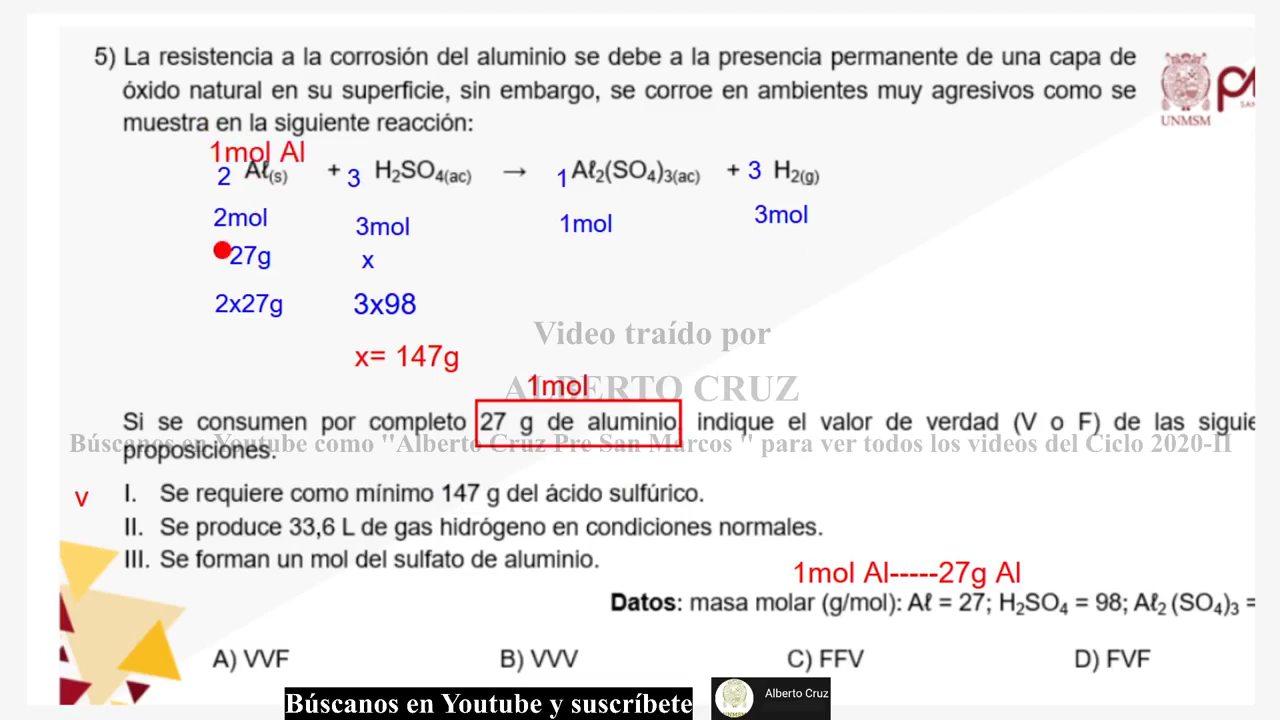 5) La resistencia a la corrosión del aluminio se debe a la presencia permanente de una capa de
óxido natural en su superficie, sin embargo, se corroe en ambientes muy agresivos como se
muestra en la siguiente reacción:
UNMSM
1mol Al
2 Aℓ(s) + 3 H₂SO₄(ac) → 1 Aℓ₂(SO₄)₃(ac) + 3 H₂(g)
2mol 3mol 1mol 3mol
27g x
2x27g 3x98
x= 147g
Video traído por
ALBERTO CRUZ
1mol
Si se consumen por completo 27 g de aluminio indique el valor de verdad (V o F) de las siguie
Búscanos en Youtube como ''Alberto Cruz Pre San Marcos '' para ver todos los videos del Ciclo 2020-II
proposiciones.
v I. Se requiere como mínimo 147 g del ácido sulfúrico.
II. Se produce 33,6 L de gas hidrógeno en condiciones normales.
III. Se forman un mol del sulfato de aluminio.
1mol Al-----27g Al
Datos: masa molar (g/mol): Aℓ = 27; H₂SO₄ = 98; Aℓ₂ (SO₄)₃ =
A) VVF B) VVV C) FFV D) FVF
Búscanos en Youtube y suscríbete
Alberto Cruz